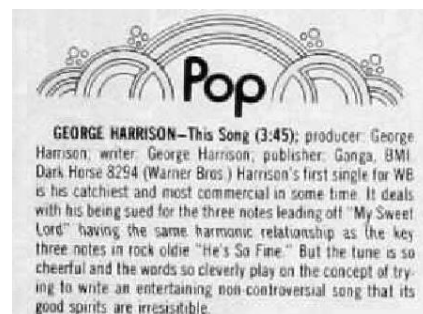 Pop
GEORGE HARRISON—This Song (3:45); producer: George
Harrison; writer: George Harrison; publisher: Ganga, BMI.
Dark Horse 8294 (Warner Bros.) Harrison's first single for WB
is his catchiest and most commercial in some time. It deals
with his being sued for the three notes leading off "My Sweet
Lord" having the same harmonic relationship as the key
three notes in rock oldie "He's So Fine." But the tune is so
cheerful and the words so cleverly play on the concept of try-
ing to write an entertaining non-controversial song that its
good spirits are irresisitible.